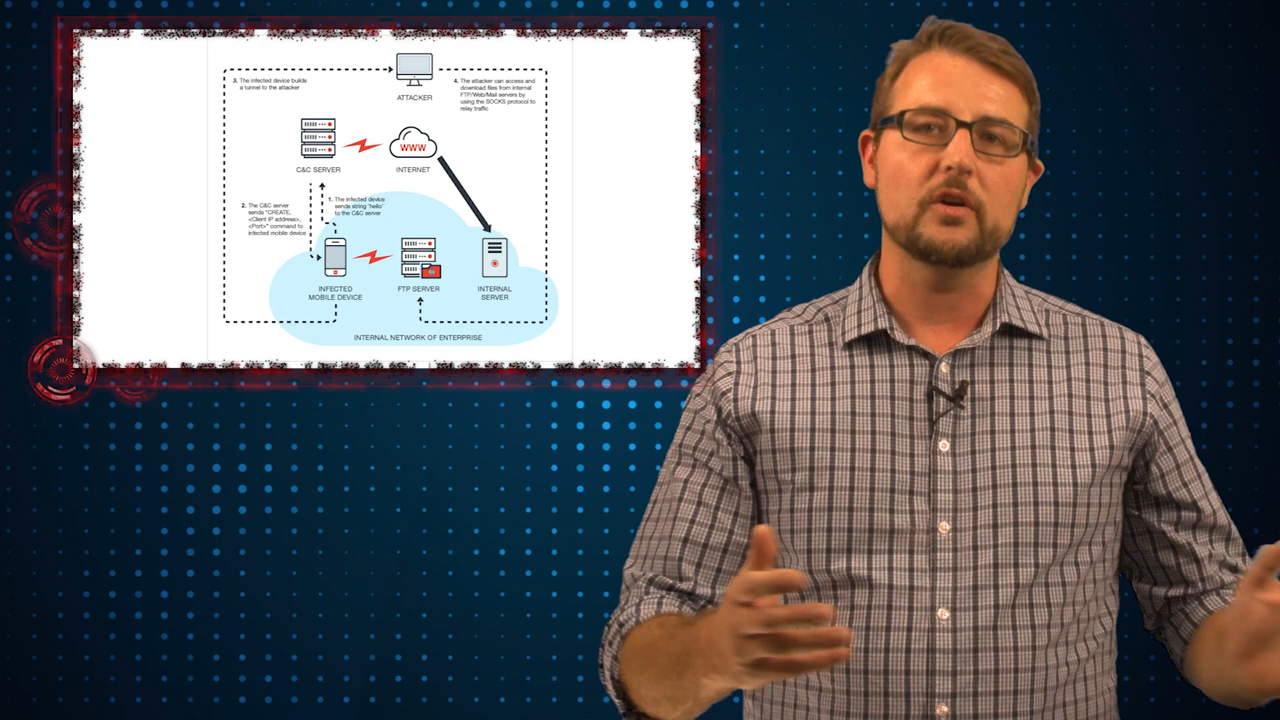 ATTACKER
3. The infected device builds
a tunnel to the attacker
4. The attacker can access and
download files from internal
FTP/Web/Mail servers by
using the SOCKS protocol to
relay traffic
WWW
C&C SERVER
INTERNET
1. The infected device
sends string 'hello'
to the C&C server
2. The C&C server
sends "CREATE,
<Client IP address>,
<Port>" command to
infected mobile device
INFECTED
MOBILE DEVICE
FTP SERVER
INTERNAL
SERVER
INTERNAL NETWORK OF ENTERPRISE